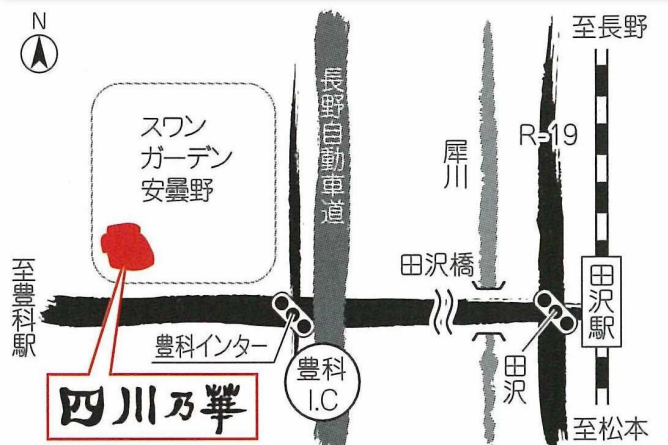 N
至長野
スワン
ガーデン
安曇野
長野自動車道
R-19
犀川
田沢橋
至豊科駅
田沢駅
豊科インター
豊科
I.C
田沢
四川乃華
至松本